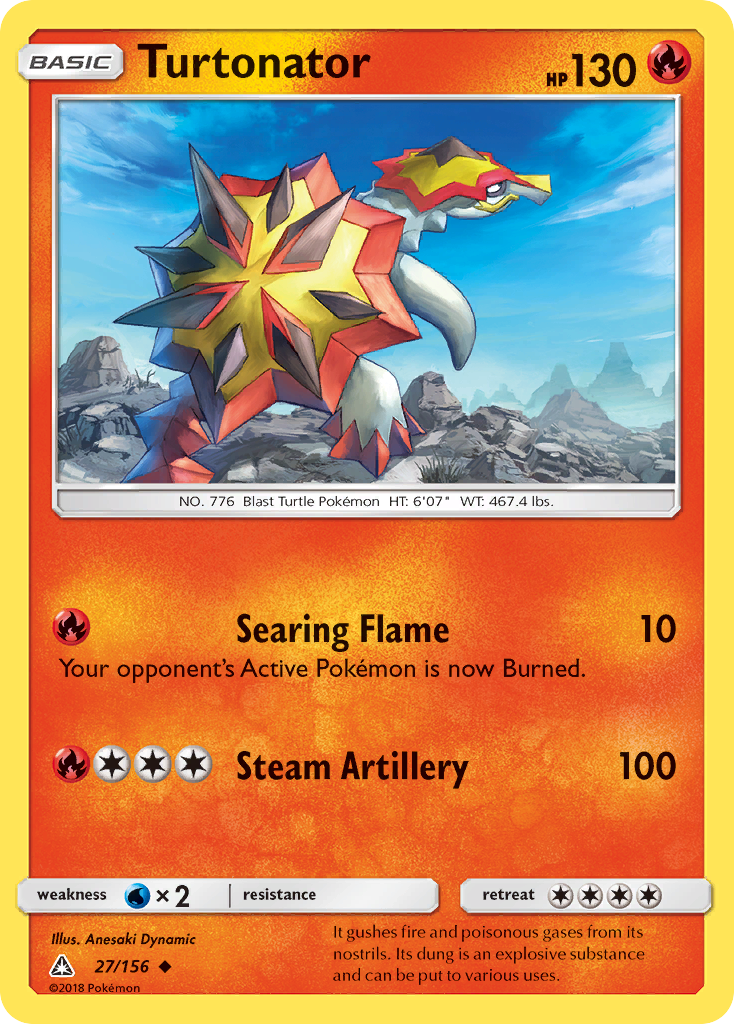 BASIC Turtonator HP 130
NO. 776 Blast Turtle Pokémon HT: 6'07" WT: 467.4 lbs.
Searing Flame 10
Your opponent's Active Pokémon is now Burned.
Steam Artillery 100
weakness × 2 resistance retreat
Illus. Anesaki Dynamic
27/156 ◆
©2018 Pokémon
It gushes fire and poisonous gases from its
nostrils. Its dung is an explosive substance
and can be put to various uses.